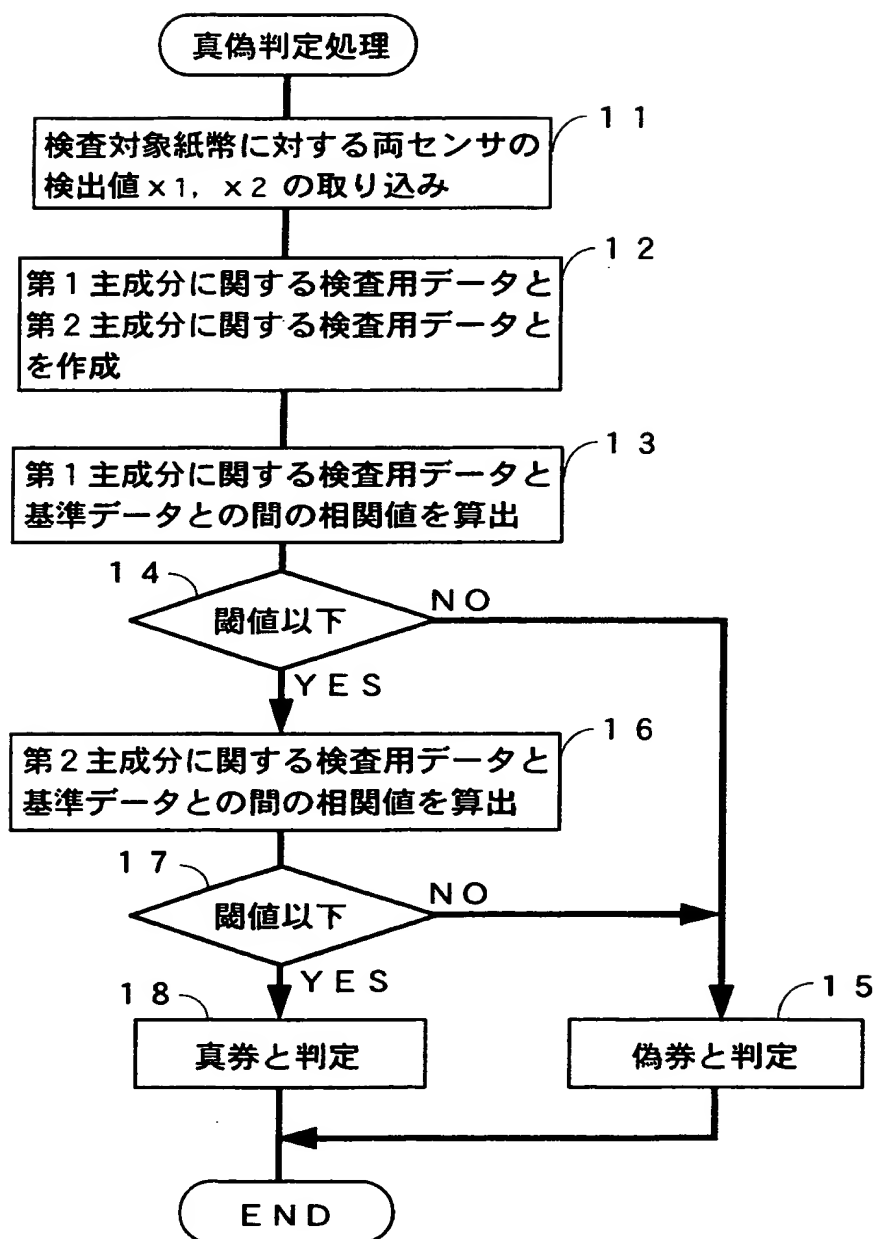 真偽判定処理
11
検査対象紙幣に対する両センサの
検出値x1, x2の取り込み
12
第1主成分に関する検査用データと
第2主成分に関する検査用データと
を作成
13
第1主成分に関する検査用データと
基準データとの間の相関値を算出
14
閾値以下
NO
YES
16
第2主成分に関する検査用データと
基準データとの間の相関値を算出
17
閾値以下
NO
YES
18
真券と判定
15
偽券と判定
END